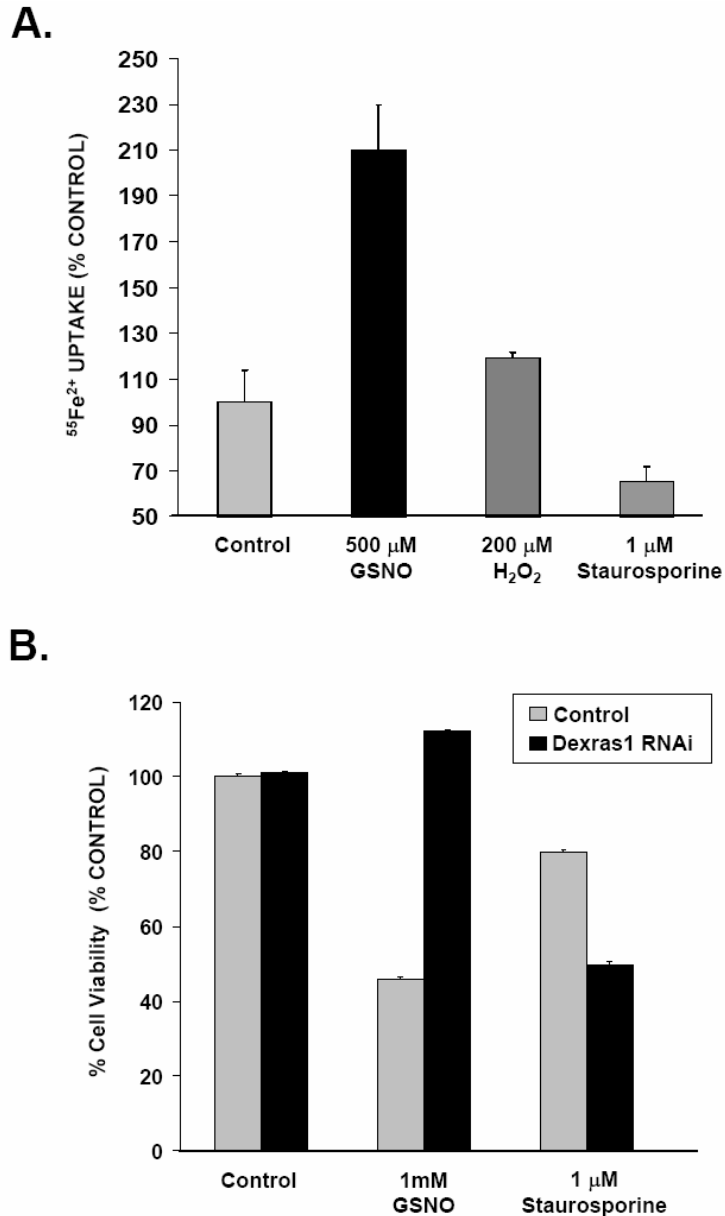 A.
⁵⁵Fe²⁺ UPTAKE (% CONTROL)
250
230
210
190
170
150
130
110
90
70
50
Control
500 μM
GSNO
200 μM
H₂O₂
1 μM
Staurosporine
B.
% Cell Viability (% CONTROL)
120
100
80
60
40
20
0
Control
Dexras1 RNAi
Control
1mM
GSNO
1 μM
Staurosporine